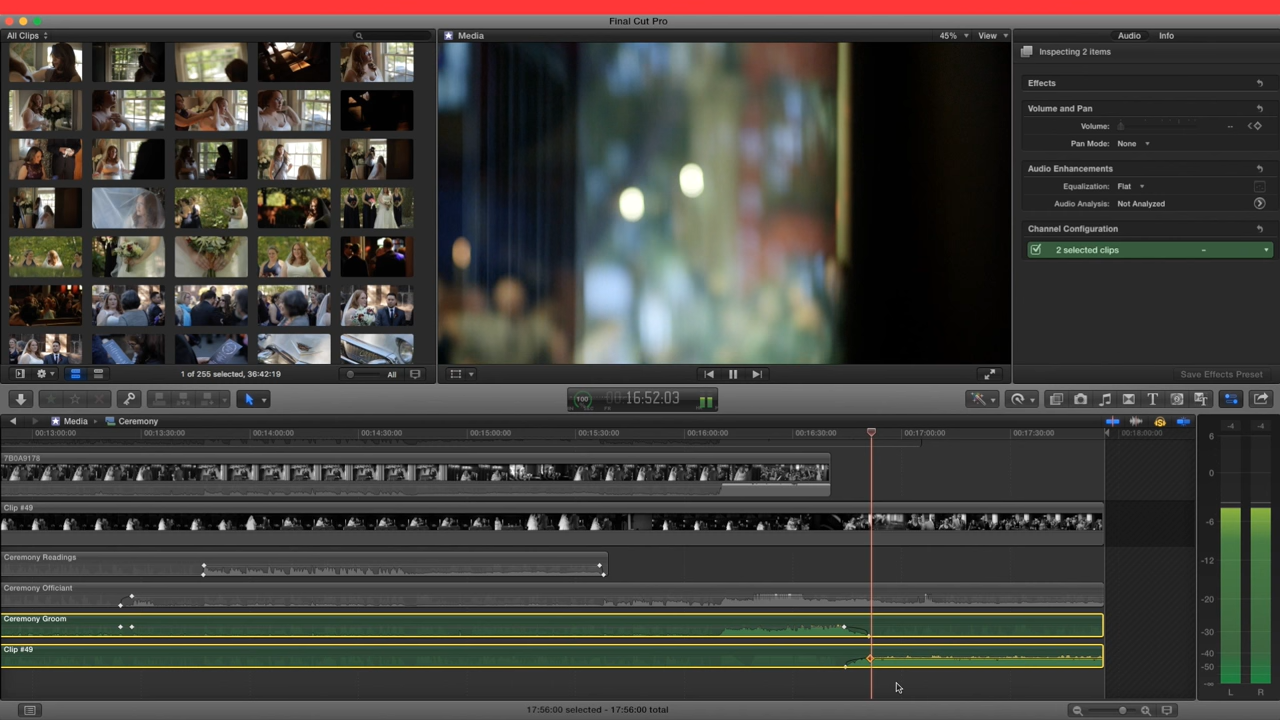 Final Cut Pro
All Clips
Media
45%
View
Audio
Info
Inspecting 2 items
Effects
Volume and Pan
Volume:
--
Pan Mode:
None
Audio Enhancements
Equalization:
Flat
Audio Analysis:
Not Analyzed
Channel Configuration
2 selected clips
-
1 of 255 selected, 36:42:19
All
Save Effects Preset
100
00:16:52:03
Media
Ceremony
00:13:00:00
00:13:30:00
00:14:00:00
00:14:30:00
00:15:00:00
00:15:30:00
00:16:00:00
00:16:30:00
00:17:00:00
00:17:30:00
00:18:00:00
7B0A9178
Clip #49
Ceremony Readings
Ceremony Officiant
Ceremony Groom
Clip #49
-4
-4
6
0
-6
-12
-20
-30
-40
-50
-∞
L
R
17:56:00 selected - 17:56:00 total